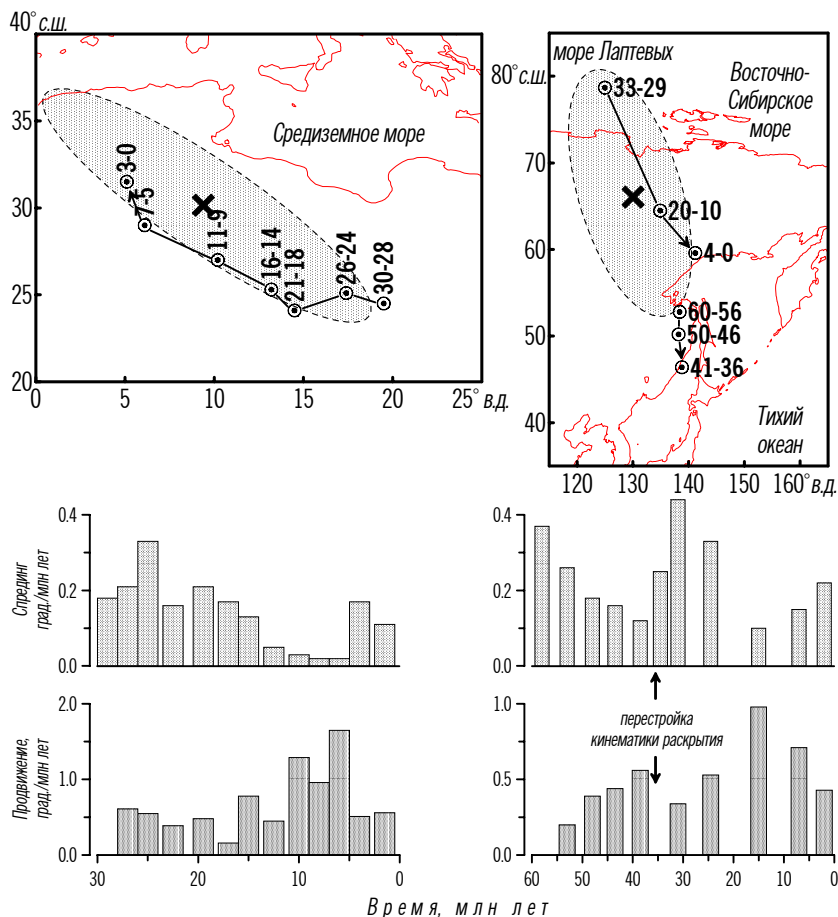 40° с.ш.
35
30
25
20
0
5
10
15
20
25° в.д.
Средиземное море
3-0
7-5
11-9
16-14
21-18
26-24
30-28
80° с.ш.
70
60
50
40
120
130
140
150
160° в.д.
море Лаптевых
Восточно-
Сибирское
море
33-29
20-10
4-0
60-56
50-46
41-36
Тихий
океан
Спрединг
град./млн лет
0.4
0.2
0.0
0.4
0.2
0.0
Продвижение,
град./млн лет
2.0
1.0
0.0
30
20
10
0
1.0
0.5
0.0
60
50
40
30
20
10
0
перестройка
кинематики раскрытия
Время, млн лет